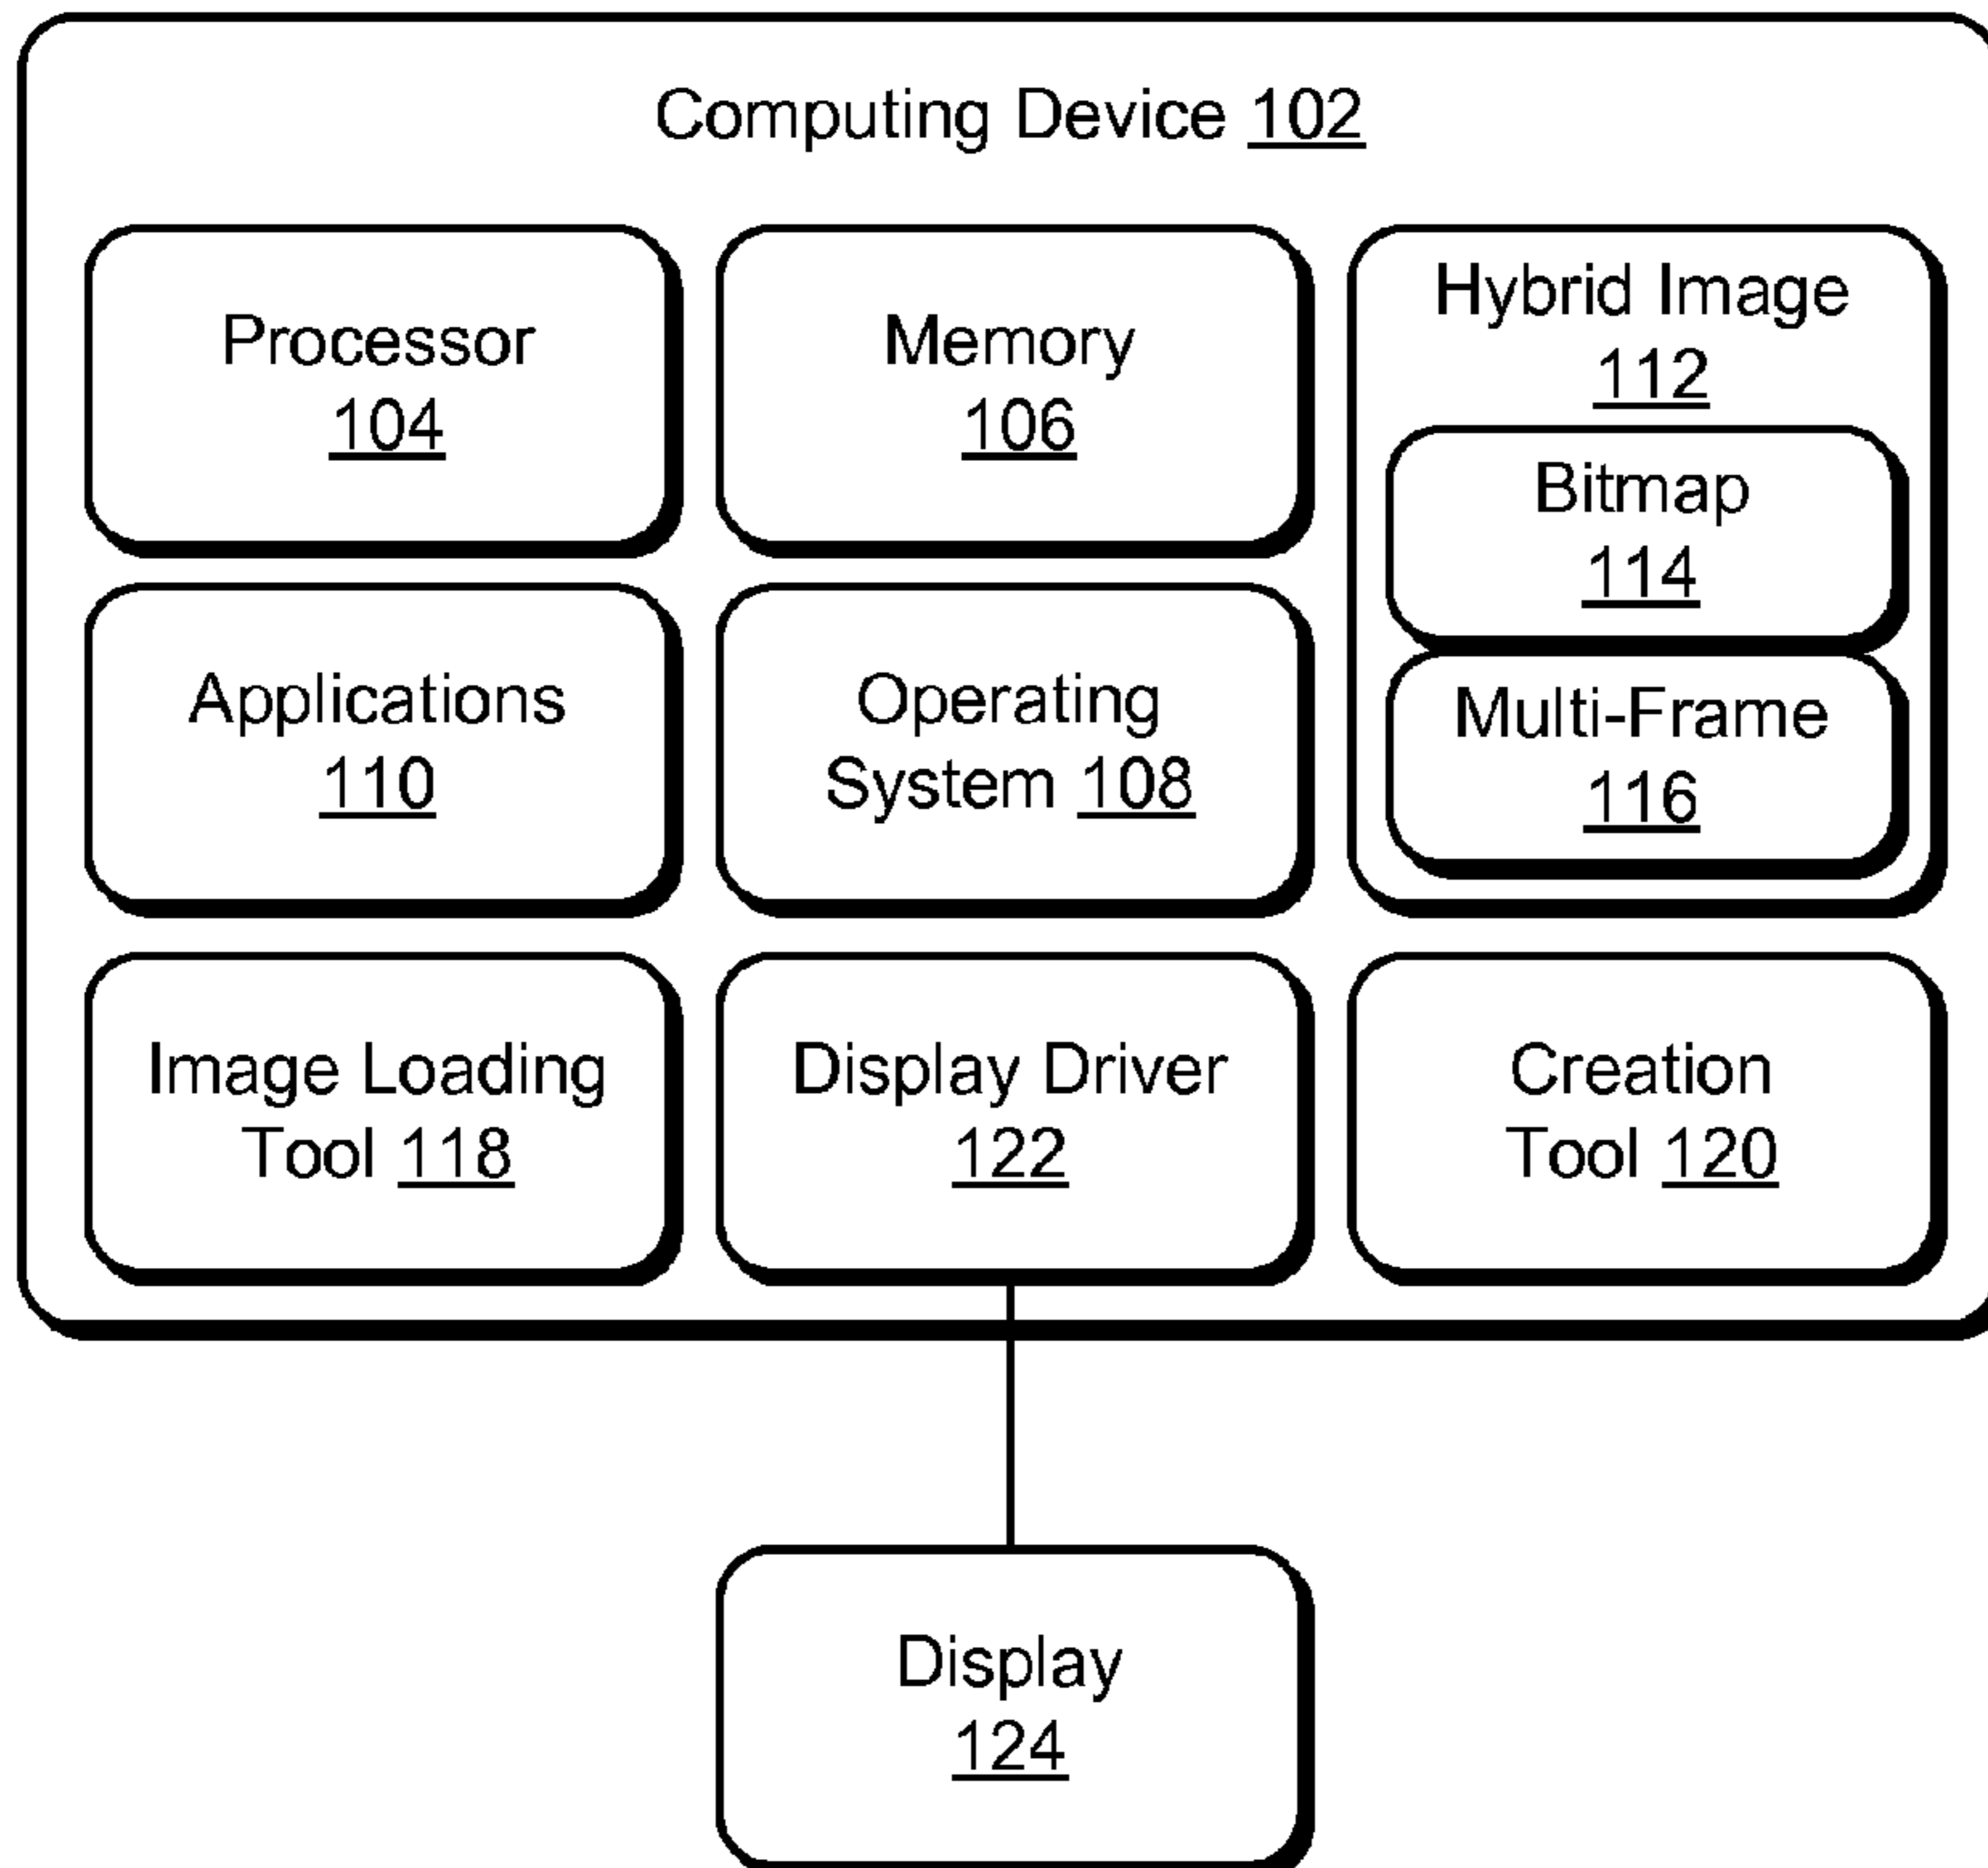 Computing Device 102
Processor
104
Memory
106
Hybrid Image
112
Bitmap
114
Multi-Frame
116
Applications
110
Operating
System 108
Image Loading
Tool 118
Display Driver
122
Creation
Tool 120
Display
124